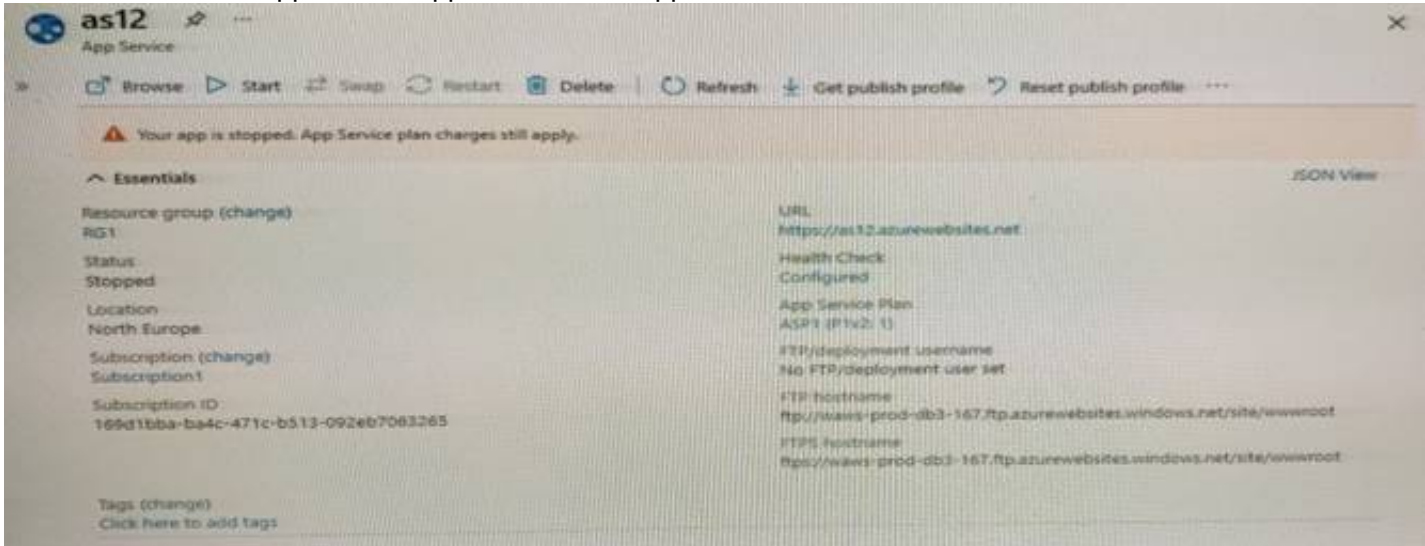 as12
App Service
Browse Start Swap Restart Delete Refresh Get publish profile Reset publish profile
Your app is stopped. App Service plan charges still apply.
Essentials
JSON View
Resource group (change)
RG1
Status
Stopped
Location
North Europe
Subscription (change)
Subscription1
Subscription ID
169d1bba-ba4c-471c-b513-092eb7063265
Tags (change)
Click here to add tags
URL
https://as12.azurewebsites.net
Health Check
Configured
App Service Plan
ASP1 (P1v2: 1)
FTP/deployment username
No FTP/deployment user set
FTP hostname
ftp://waws-prod-db3-167.ftp.azurewebsites.windows.net/site/wwwroot
FTPS hostname
ftps://waws-prod-db3-167.ftp.azurewebsites.windows.net/site/wwwroot